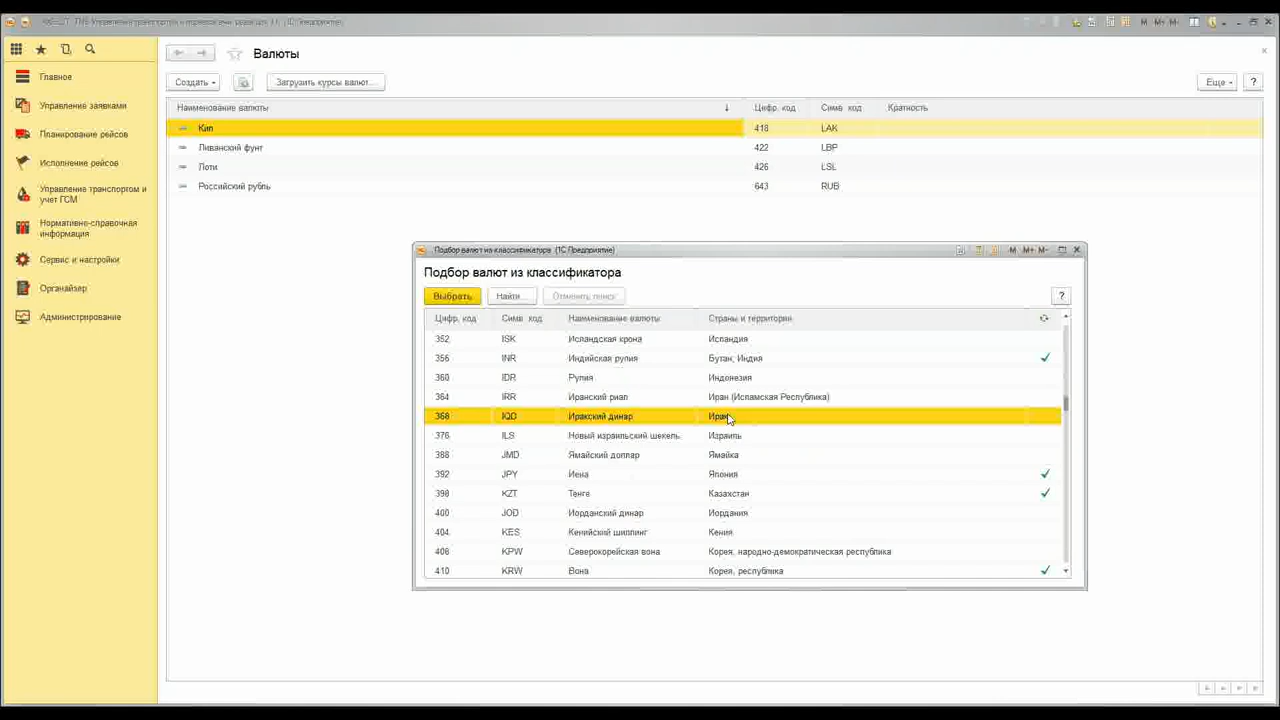 (1С:Предприятие)
M M+ M-
Валюты
Создать
Загрузить курсы валют...
Еще
?
Главное
Управление заявками
Планирование рейсов
Исполнение рейсов
Управление транспортом и
учет ГСМ
Нормативно-справочная
информация
Сервис и настройки
Органайзер
Администрирование
Наименование валюты ↓ Цифр. код Симв. код Кратность
Кип 418 LAK
Ливанский фунт 422 LBP
Лоти 426 LSL
Российский рубль 643 RUB
Подбор валют из классификатора (1С:Предприятие)
M M+ M-
Подбор валют из классификатора
Выбрать
Найти...
Отменить поиск
?
Цифр. код Симв. код Наименование валюты Страны и территории
352 ISK Исландская крона Исландия
356 INR Индийская рупия Бутан, Индия
360 IDR Рупия Индонезия
364 IRR Иранский риал Иран (Исламская Республика)
368 IQD Иракский динар Ирак
376 ILS Новый израильский шекель Израиль
388 JMD Ямайский доллар Ямайка
392 JPY Иена Япония
398 KZT Тенге Казахстан
400 JOD Иорданский динар Иордания
404 KES Кенийский шиллинг Кения
408 KPW Северокорейская вона Корея, народно-демократическая республика
410 KRW Вона Корея, республика